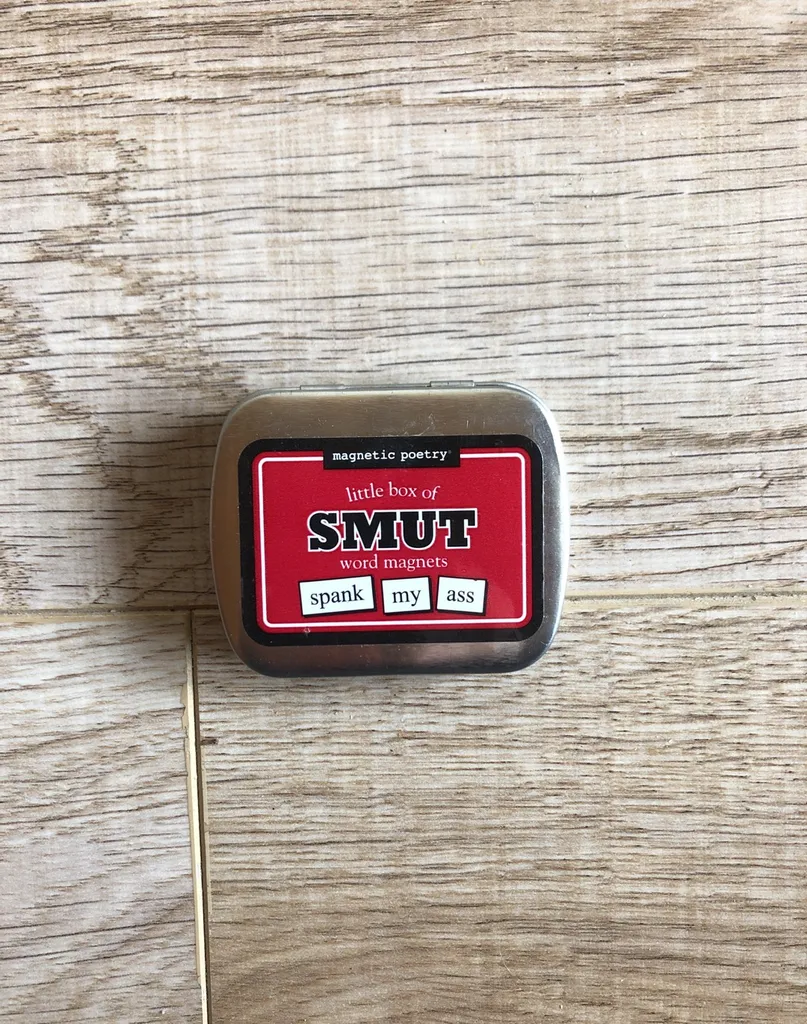 magnetic poetry®
little box of
SMUT
word magnets
spank my ass